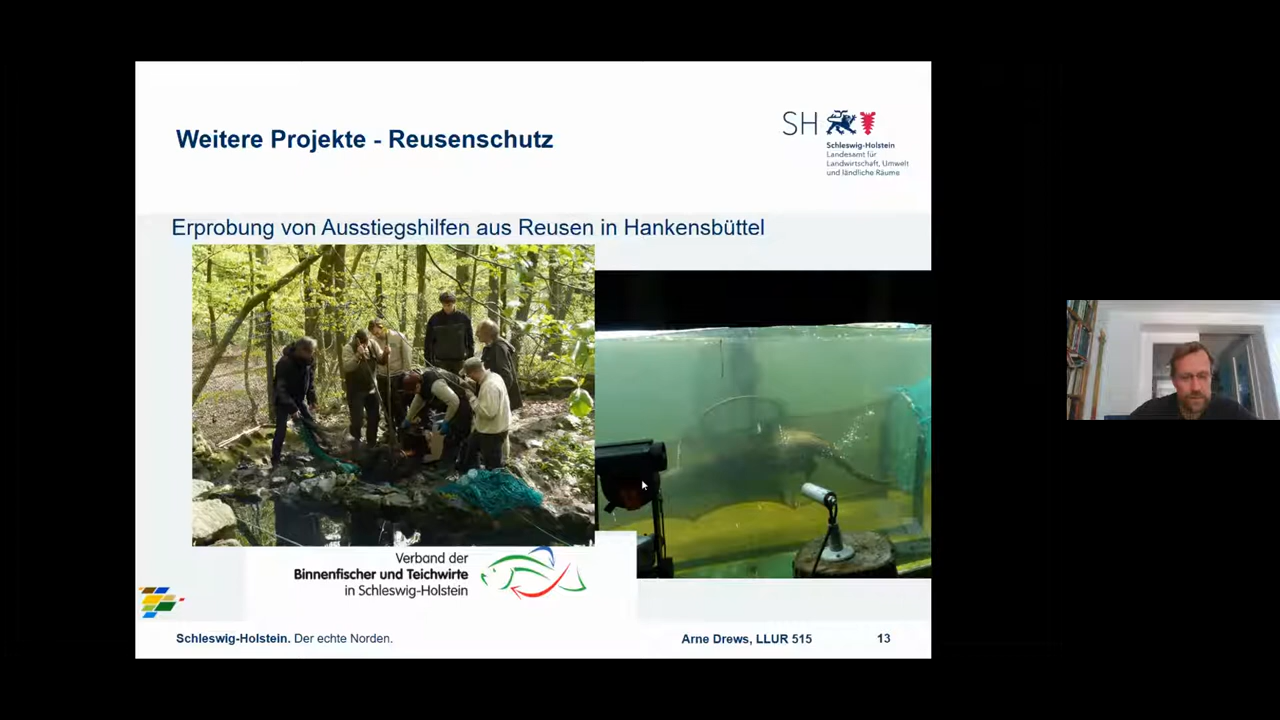 Weitere Projekte - Reusenschutz
SH
Schleswig-Holstein
Landesamt für
Landwirtschaft, Umwelt
und ländliche Räume
Erprobung von Ausstiegshilfen aus Reusen in Hankensbüttel
Verband der
Binnenfischer und Teichwirte
in Schleswig-Holstein
Schleswig-Holstein. Der echte Norden.
Arne Drews, LLUR 515
13